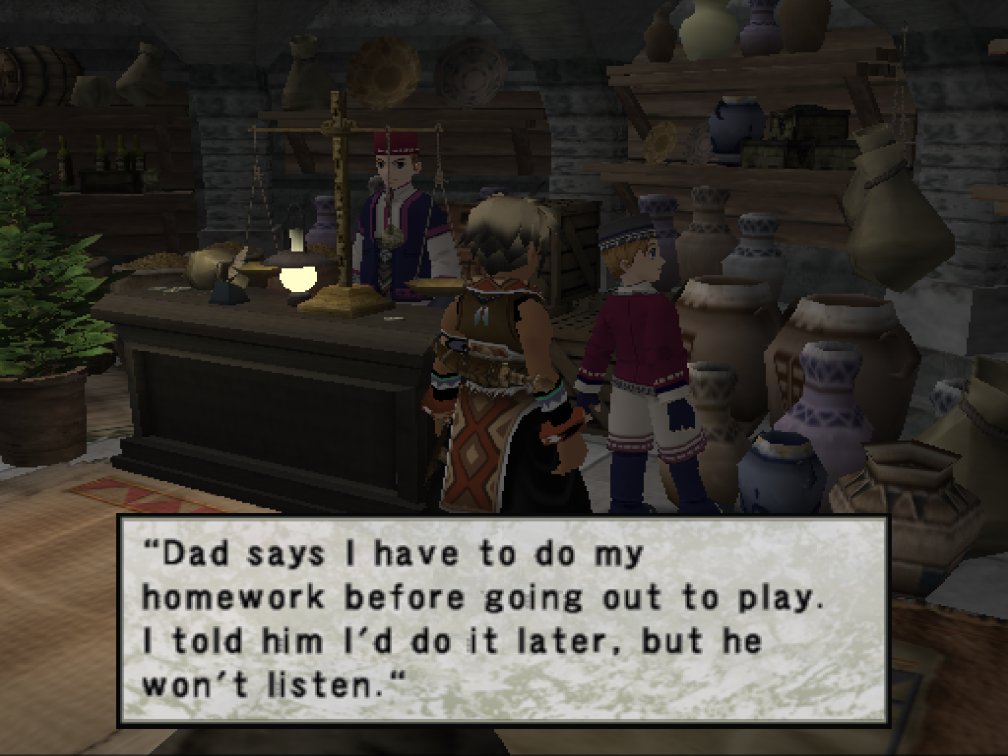 “Dad says I have to do my
homework before going out to play.
I told him I’d do it later, but he
won’t listen.“